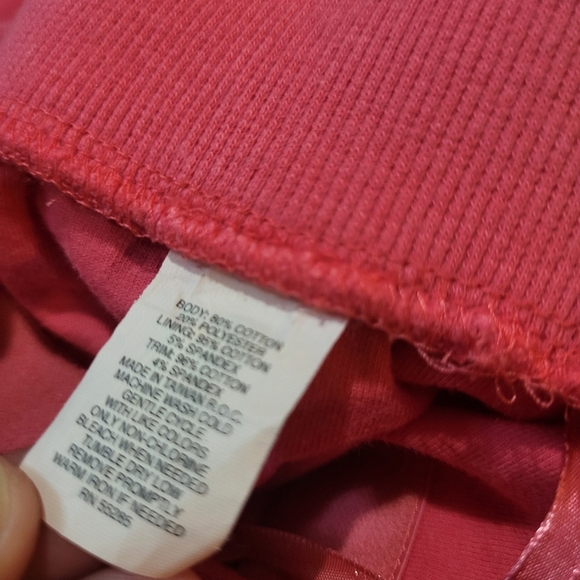 BODY: 80% COTTON
20% POLYESTER
LINING: 95% COTTON
5% SPANDEX
TRIM: 96% COTTON
4% SPANDEX
MADE IN TAIWAN R.O.C.
MACHINE WASH COLD
GENTLE CYCLE
WITH LIKE COLORS
ONLY NON-CHLORINE
BLEACH WHEN NEEDED
TUMBLE DRY LOW
REMOVE PROMPTLY
WARM IRON IF NEEDED
RN 55285